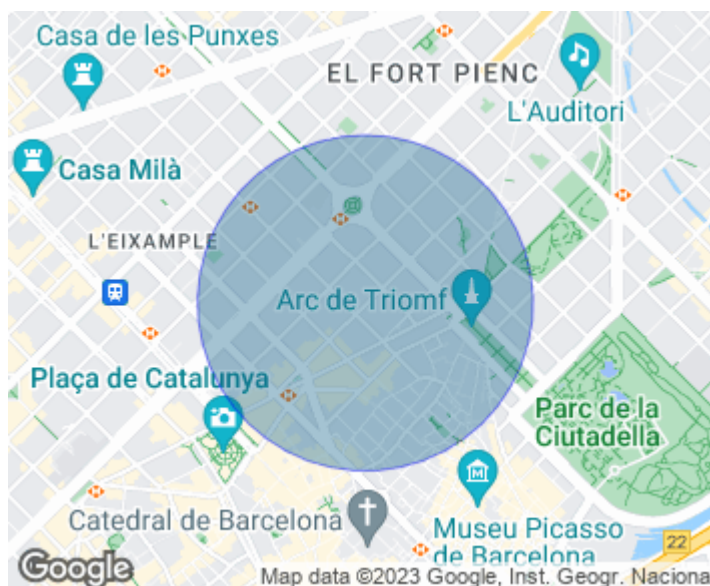 Casa de les Punxes
EL FORT PIENC
L'Auditori
Casa Milà
L'EIXAMPLE
Arc de Triomf
Plaça de Catalunya
Parc de la
Ciutadella
Catedral de Barcelona
Museu Picasso
de Barcelona
22
Google
Map data ©2023 Google, Inst. Geogr. Naciona